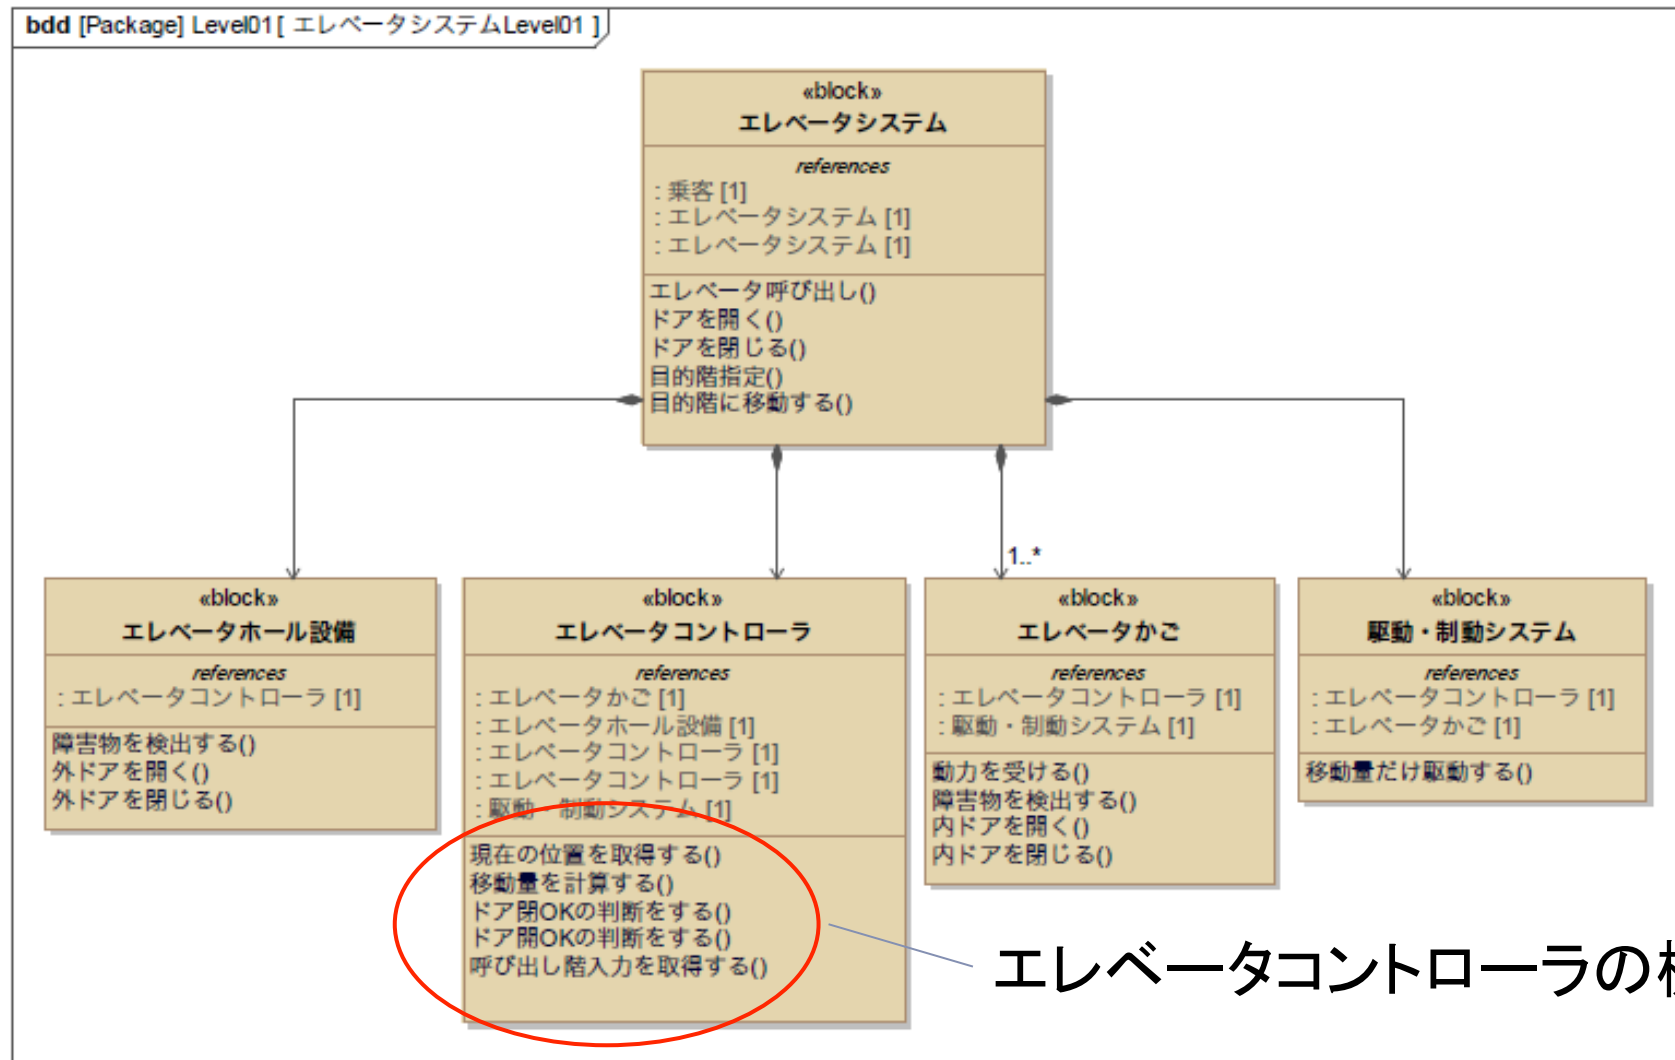 bdd [Package] Level01 [ エレベータシステムLevel01 ]
«block»
エレベータシステム
references
: 乗客 [1]
: エレベータシステム [1]
: エレベータシステム [1]
エレベータ呼び出し()
ドアを開く()
ドアを閉じる()
目的階指定()
目的階に移動する()
1..*
«block»
エレベータホール設備
references
: エレベータコントローラ [1]
障害物を検出する()
外ドアを開く()
外ドアを閉じる()
«block»
エレベータコントローラ
references
: エレベータかご [1]
: エレベータホール設備 [1]
: エレベータコントローラ [1]
: エレベータコントローラ [1]
: 駆動・制動システム [1]
現在の位置を取得する()
移動量を計算する()
ドア閉OKの判断をする()
ドア開OKの判断をする()
呼び出し階入力を取得する()
«block»
エレベータかご
references
: エレベータコントローラ [1]
: 駆動・制動システム [1]
動力を受ける()
障害物を検出する()
内ドアを開く()
内ドアを閉じる()
«block»
駆動・制動システム
references
: エレベータコントローラ [1]
: エレベータかご [1]
移動量だけ駆動する()
エレベータコントローラの